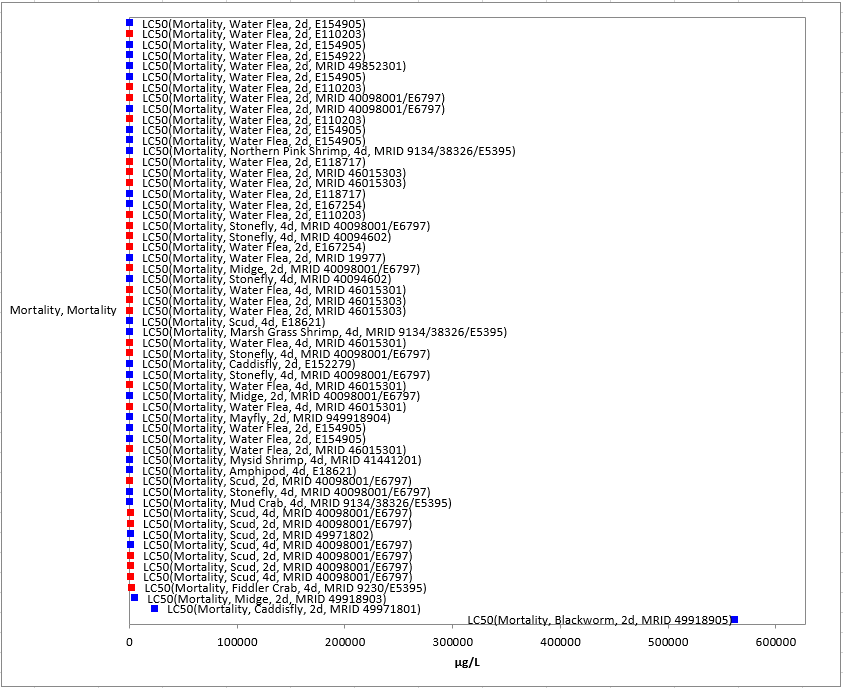 LC50(Mortality, Water Flea, 2d, E154905)
LC50(Mortality, Water Flea, 2d, E110203)
LC50(Mortality, Water Flea, 2d, E154905)
LC50(Mortality, Water Flea, 2d, E154922)
LC50(Mortality, Water Flea, 2d, MRID 49852301)
LC50(Mortality, Water Flea, 2d, E154905)
LC50(Mortality, Water Flea, 2d, E110203)
LC50(Mortality, Water Flea, 2d, MRID 40098001/E6797)
LC50(Mortality, Water Flea, 2d, MRID 40098001/E6797)
LC50(Mortality, Water Flea, 2d, E110203)
LC50(Mortality, Water Flea, 2d, E154905)
LC50(Mortality, Water Flea, 2d, E154905)
LC50(Mortality, Northern Pink Shrimp, 4d, MRID 9134/38326/E5395)
LC50(Mortality, Water Flea, 2d, E118717)
LC50(Mortality, Water Flea, 2d, MRID 46015303)
LC50(Mortality, Water Flea, 2d, MRID 46015303)
LC50(Mortality, Water Flea, 2d, E118717)
LC50(Mortality, Water Flea, 2d, E167254)
LC50(Mortality, Water Flea, 2d, E110203)
LC50(Mortality, Stonefly, 4d, MRID 40098001/E6797)
LC50(Mortality, Stonefly, 4d, MRID 40094602)
LC50(Mortality, Water Flea, 2d, E167254)
LC50(Mortality, Water Flea, 2d, MRID 19977)
LC50(Mortality, Midge, 2d, MRID 40098001/E6797)
LC50(Mortality, Stonefly, 4d, MRID 40094602)
LC50(Mortality, Water Flea, 4d, MRID 46015301)
LC50(Mortality, Water Flea, 2d, MRID 46015303)
LC50(Mortality, Water Flea, 2d, MRID 46015303)
Mortality, Mortality
LC50(Mortality, Scud, 4d, E18621)
LC50(Mortality, Marsh Grass Shrimp, 4d, MRID 9134/38326/E5395)
LC50(Mortality, Water Flea, 4d, MRID 46015301)
LC50(Mortality, Stonefly, 4d, MRID 40098001/E6797)
LC50(Mortality, Caddisfly, 2d, E152279)
LC50(Mortality, Stonefly, 4d, MRID 40098001/E6797)
LC50(Mortality, Water Flea, 4d, MRID 46015301)
LC50(Mortality, Midge, 2d, MRID 40098001/E6797)
LC50(Mortality, Water Flea, 4d, MRID 46015301)
LC50(Mortality, Mayfly, 2d, MRID 949918904)
LC50(Mortality, Water Flea, 2d, E154905)
LC50(Mortality, Water Flea, 2d, E154905)
LC50(Mortality, Water Flea, 2d, MRID 46015301)
LC50(Mortality, Mysid Shrimp, 4d, MRID 41441201)
LC50(Mortality, Amphipod, 4d, E18621)
LC50(Mortality, Scud, 2d, MRID 40098001/E6797)
LC50(Mortality, Stonefly, 4d, MRID 40098001/E6797)
LC50(Mortality, Mud Crab, 4d, MRID 9134/38326/E5395)
LC50(Mortality, Scud, 4d, MRID 40098001/E6797)
LC50(Mortality, Scud, 2d, MRID 40098001/E6797)
LC50(Mortality, Scud, 2d, MRID 49971802)
LC50(Mortality, Scud, 4d, MRID 40098001/E6797)
LC50(Mortality, Scud, 2d, MRID 40098001/E6797)
LC50(Mortality, Scud, 2d, MRID 40098001/E6797)
LC50(Mortality, Scud, 4d, MRID 40098001/E6797)
LC50(Mortality, Fiddler Crab, 4d, MRID 9230/E5395)
LC50(Mortality, Midge, 2d, MRID 49918903)
LC50(Mortality, Caddisfly, 2d, MRID 49971801)
LC50(Mortality, Blackworm, 2d, MRID 49918905)
0 100000 200000 300000 400000 500000 600000
µg/L